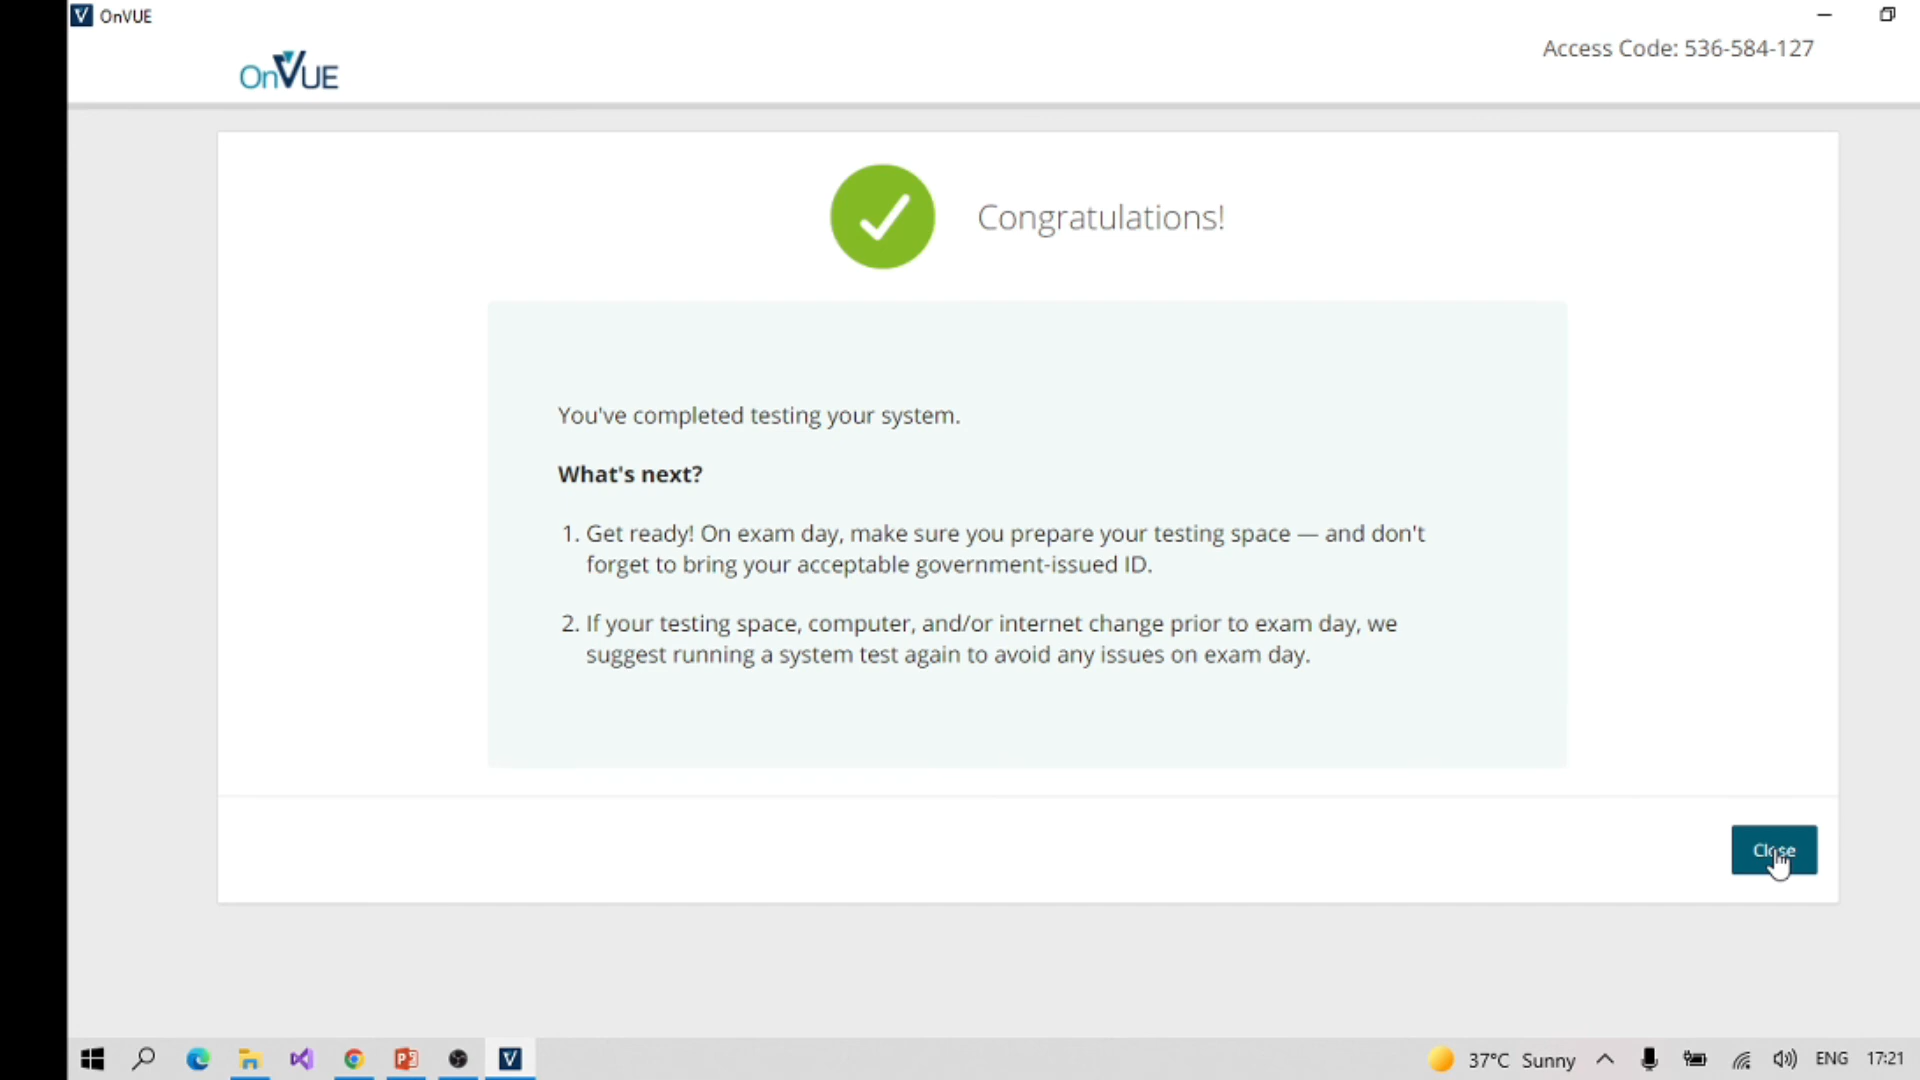 OnVUE
Access Code: 536-584-127
OnVUE
Congratulations!
You've completed testing your system.
What's next?
1. Get ready! On exam day, make sure you prepare your testing space — and don't
forget to bring your acceptable government-issued ID.
2. If your testing space, computer, and/or internet change prior to exam day, we
suggest running a system test again to avoid any issues on exam day.
Close
37°C Sunny
ENG
17:21